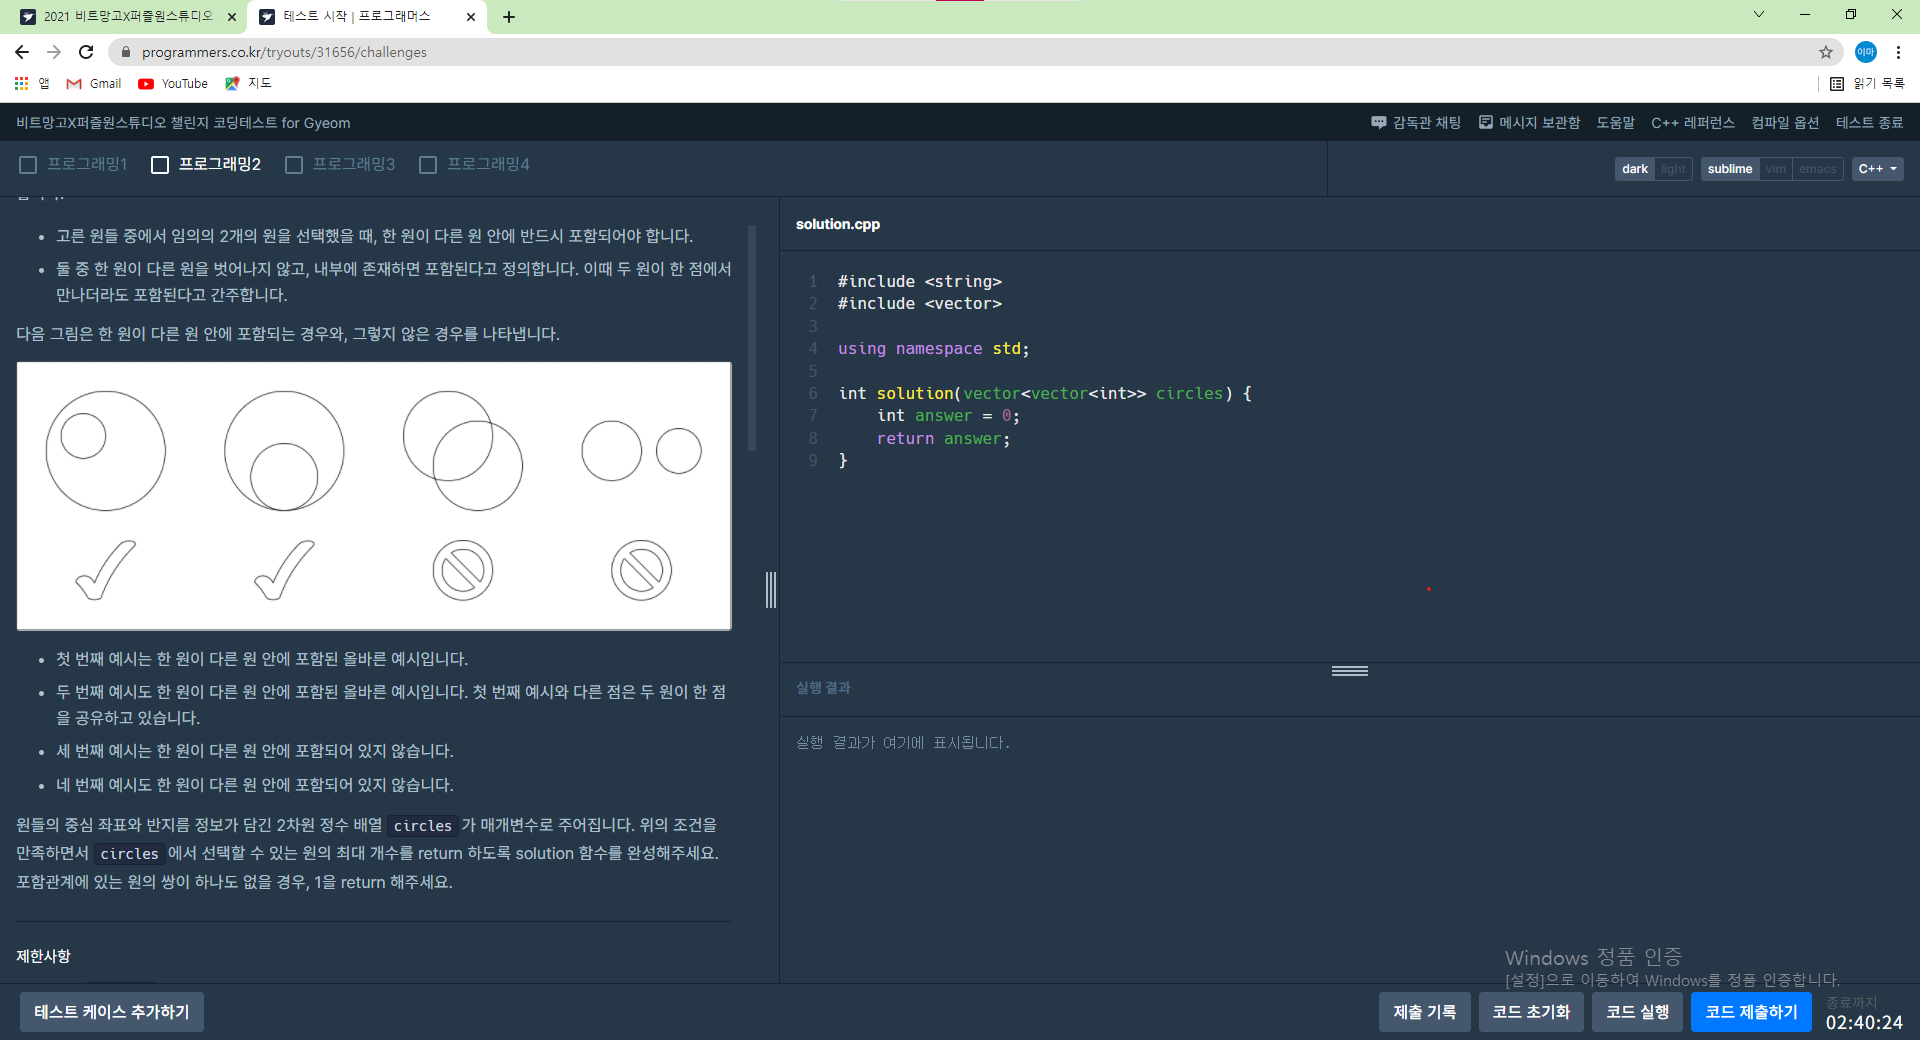 2021 비트망고X퍼즐원스튜디오
테스트 시작 | 프로그래머스
programmers.co.kr/tryouts/31656/challenges
이마
앱
Gmail
YouTube
지도
읽기 목록
비트망고X퍼즐원스튜디오 챌린지 코딩테스트 for Gyeom
감독관 채팅
메시지 보관함
도움말
C++ 레퍼런스
컴파일 옵션
테스트 종료
프로그래밍1
프로그래밍2
프로그래밍3
프로그래밍4
dark
light
sublime
vim
emacs
C++
고른 원들 중에서 임의의 2개의 원을 선택했을 때, 한 원이 다른 원 안에 반드시 포함되어야 합니다.
둘 중 한 원이 다른 원을 벗어나지 않고, 내부에 존재하면 포함된다고 정의합니다. 이때 두 원이 한 점에서
만나더라도 포함된다고 간주합니다.
다음 그림은 한 원이 다른 원 안에 포함되는 경우와, 그렇지 않은 경우를 나타냅니다.
첫 번째 예시는 한 원이 다른 원 안에 포함된 올바른 예시입니다.
두 번째 예시도 한 원이 다른 원 안에 포함된 올바른 예시입니다. 첫 번째 예시와 다른 점은 두 원이 한 점
을 공유하고 있습니다.
세 번째 예시는 한 원이 다른 원 안에 포함되어 있지 않습니다.
네 번째 예시도 한 원이 다른 원 안에 포함되어 있지 않습니다.
원들의 중심 좌표와 반지름 정보가 담긴 2차원 정수 배열 circles 가 매개변수로 주어집니다. 위의 조건을
만족하면서 circles 에서 선택할 수 있는 원의 최대 개수를 return 하도록 solution 함수를 완성해주세요.
포함관계에 있는 원의 쌍이 하나도 없을 경우, 1을 return 해주세요.
제한사항
solution.cpp
1 #include <string>
2 #include <vector>
3
4 using namespace std;
5
6 int solution(vector<vector<int>> circles) {
7 int answer = 0;
8 return answer;
9 }
실행 결과
실행 결과가 여기에 표시됩니다.
Windows 정품 인증
[설정]으로 이동하여 Windows를 정품 인증합니다.
테스트 케이스 추가하기
제출 기록
코드 초기화
코드 실행
코드 제출하기
종료까지
02:40:24